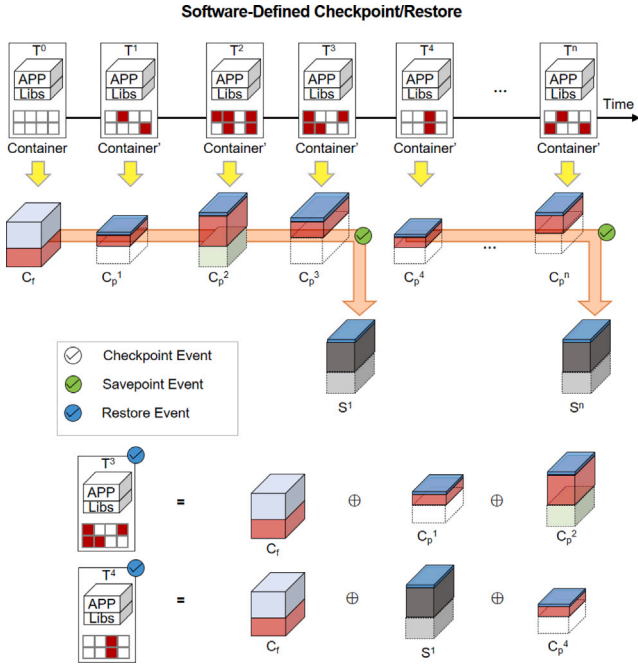 Software-Defined Checkpoint/Restore
T⁰ T¹ T² T³ T⁴ Tⁿ
APP APP APP APP APP ... APP
Libs Libs Libs Libs Libs Libs
Time
Container Container' Container' Container' Container' Container'
...
C_f C_p¹ C_p² C_p³ C_p⁴ C_pⁿ
S¹ Sⁿ
Checkpoint Event
Savepoint Event
Restore Event
T³
APP
Libs
= ⊕ ⊕
C_f C_p¹ C_p²
T⁴
APP
Libs
= ⊕ ⊕
C_f S¹ C_p⁴